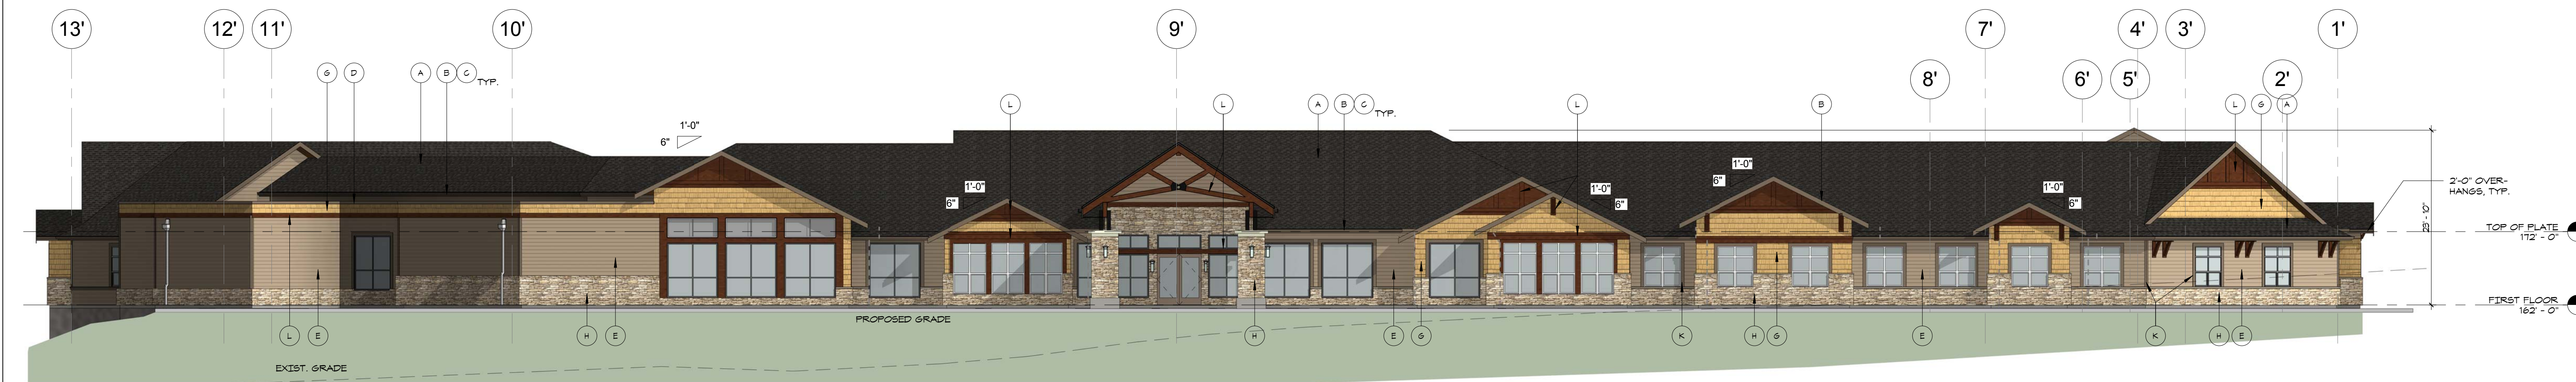 13' 12' 11' 10' 9' 7' 4' 3' 1'
8' 6' 5' 2'
G D A B C TYP.
L L A B C TYP. L B L G A
1'-0"
6"
1'-0"
6"
1'-0"
6"
1'-0"
6"
1'-0"
6"
2'-0" OVER-
HANGS, TYP.
23' - 10"
TOP OF PLATE
172' - 0"
FIRST FLOOR
162' - 0"
PROPOSED GRADE
L E H E H E G K H G E K H E
EXIST. GRADE